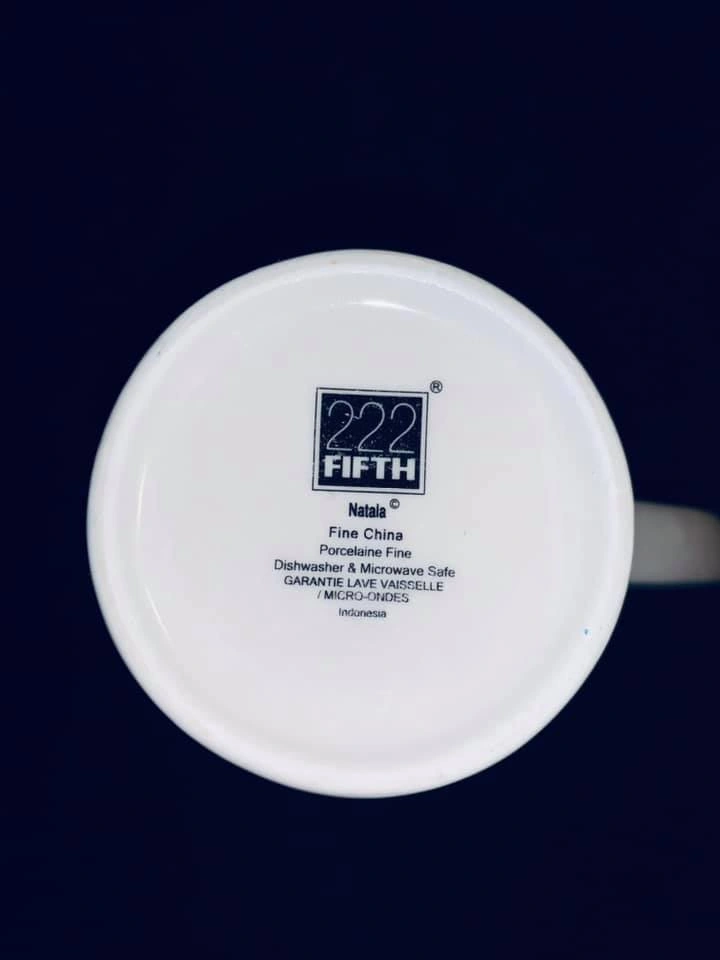 222
FIFTH ®
Natala ©
Fine China
Porcelaine Fine
Dishwasher & Microwave Safe
GARANTIE LAVE VAISSELLE
/ MICRO-ONDES
Indonesia